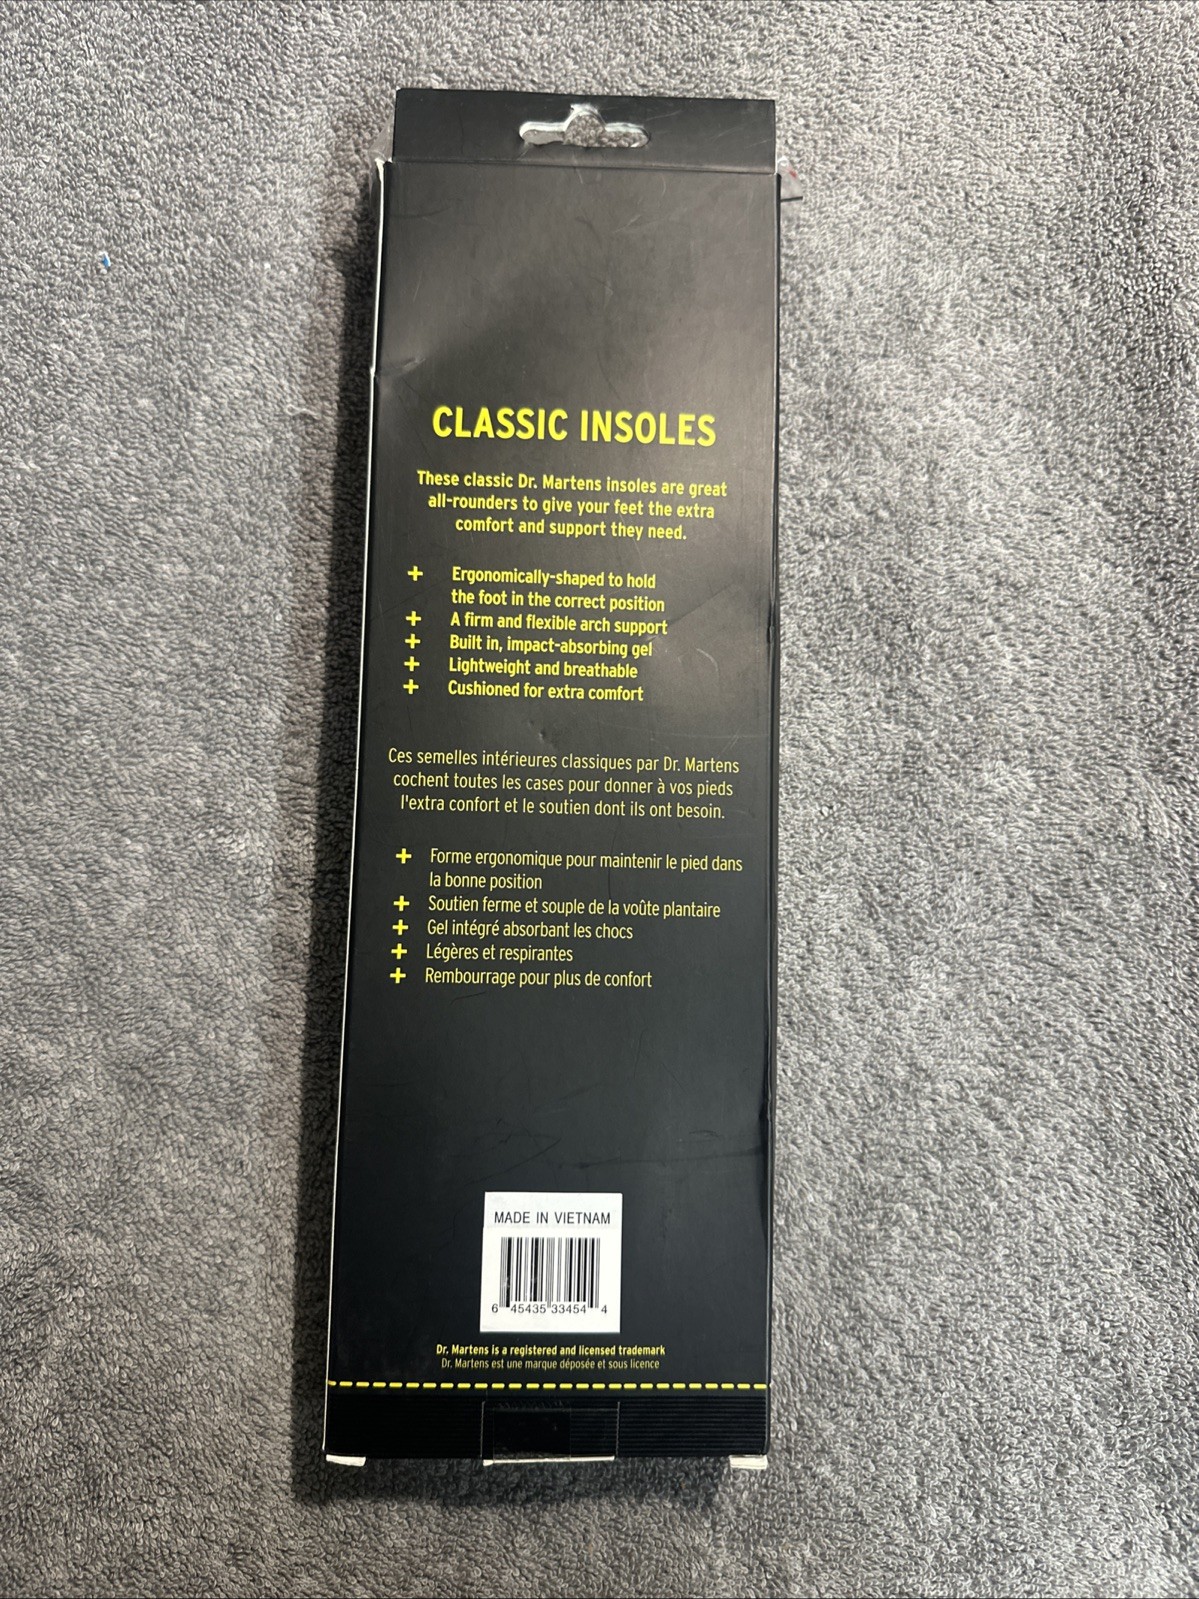 CLASSIC INSOLES
These classic Dr. Martens insoles are great
all-rounders to give your feet the extra
comfort and support they need.
+ Ergonomically-shaped to hold
the foot in the correct position
+ A firm and flexible arch support
+ Built in, impact-absorbing gel
+ Lightweight and breathable
+ Cushioned for extra comfort
Ces semelles intérieures classiques par Dr. Martens
cochent toutes les cases pour donner à vos pieds
l'extra confort et le soutien dont ils ont besoin.
+ Forme ergonomique pour maintenir le pied dans
la bonne position
+ Soutien ferme et souple de la voûte plantaire
+ Gel intégré absorbant les chocs
+ Légères et respirantes
+ Rembourrage pour plus de confort
MADE IN VIETNAM
6 45435 33454 4
Dr. Martens is a registered and licensed trademark
Dr. Martens est une marque déposée et sous licence